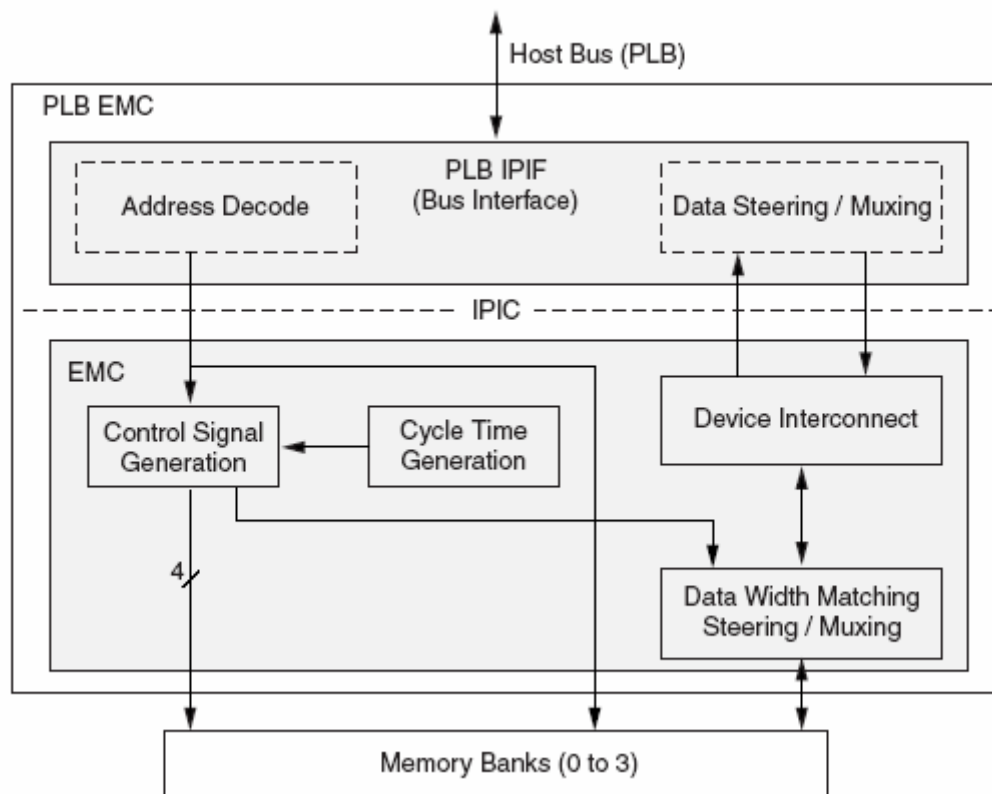 Host Bus (PLB)
PLB EMC
PLB IPIF
(Bus Interface)
Address Decode
Data Steering / Muxing
IPIC
EMC
Control Signal
Generation
Cycle Time
Generation
Device Interconnect
4
Data Width Matching
Steering / Muxing
Memory Banks (0 to 3)